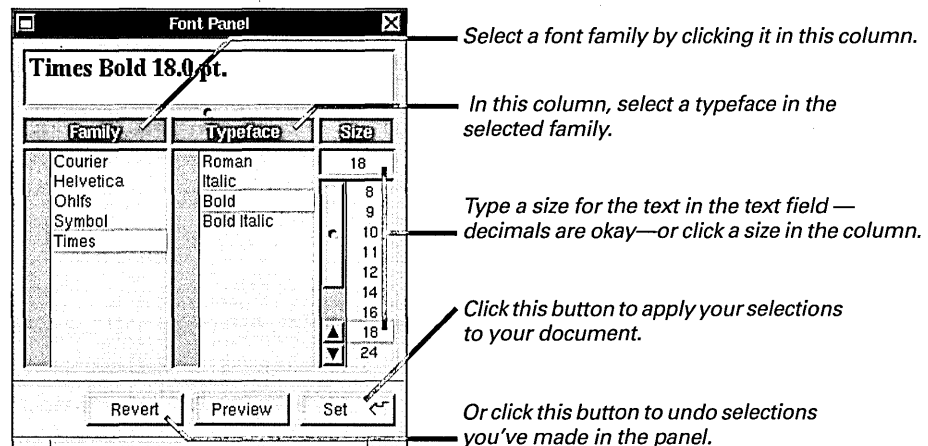 Font Panel
Times Bold 18.0 pt.
Family
Typeface
Size
Courier
Helvetica
Ohlfs
Symbol
Times
Roman
Italic
Bold
Bold Italic
18
8
9
10
11
12
14
16
18
24
Revert
Preview
Set
Select a font family by clicking it in this column.
In this column, select a typeface in the
selected family.
Type a size for the text in the text field —
decimals are okay—or click a size in the column.
Click this button to apply your selections
to your document.
Or click this button to undo selections
you've made in the panel.